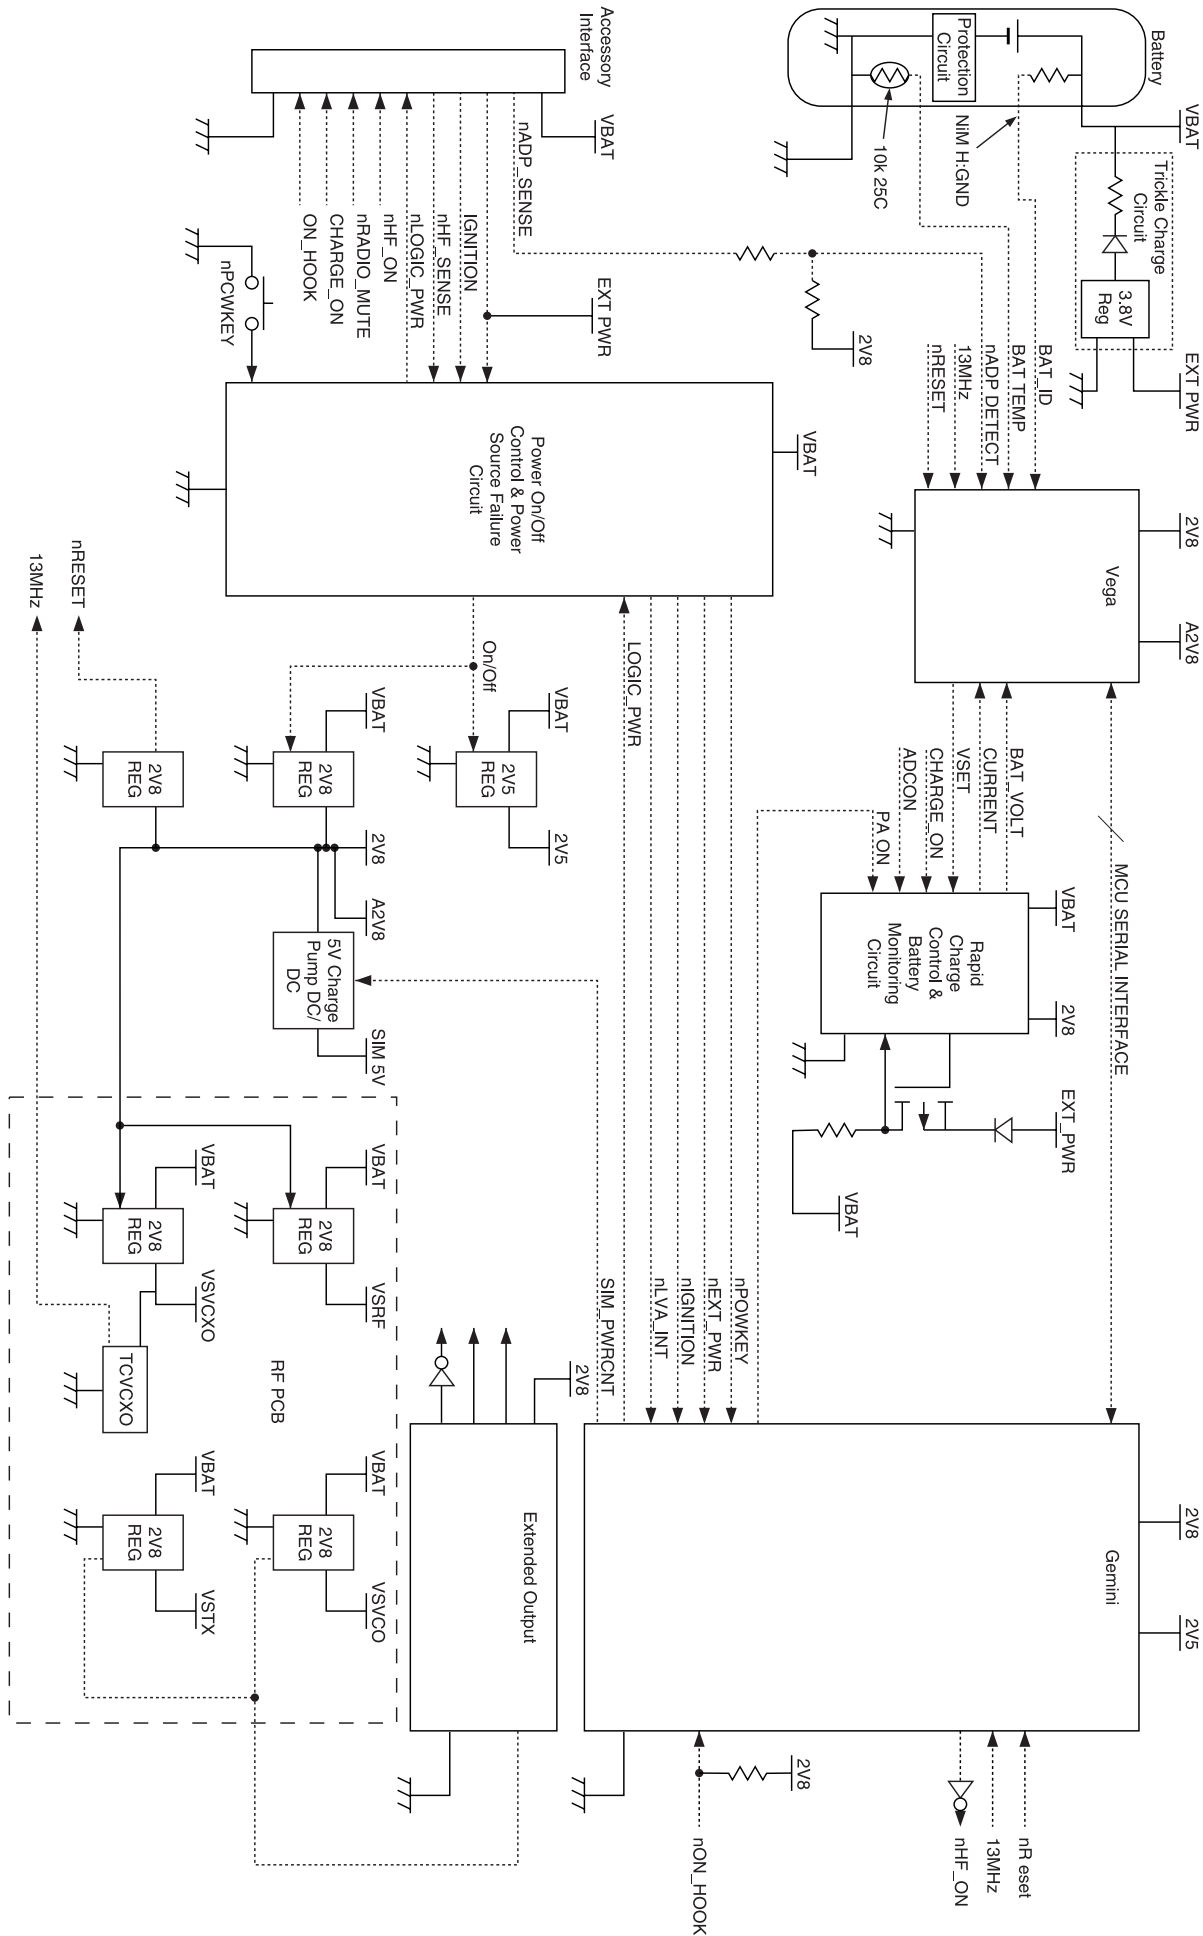 Battery
Protection
Circuit
NiM H:GND
10k 25C
VBAT
Trickle Charge
Circuit
3.8V
Reg
EXT PWR
2V8
A2V8
Vega
BAT_ID
BAT TEMP
nADP DETECT
13MHz
nRESET
2V8
Accessory
Interface
VBAT
nADP_SENSE
IGNITION
nHF_SENSE
nLOGIC_PWR
nHF_ON
nRADIO_MUTE
CHARGE_ON
ON_HOOK
EXT PWR
nPCWKEY
VBAT
Power On/Off
Control & Power
Source Failure
Circuit
MCU SERIAL INTERFACE
BAT_VOLT
CURRENT
VSET
CHARGE_ON
ADCON
PA ON
VBAT
2V8
Rapid
Charge
Control &
Battery
Monitoring
Circuit
EXT_PWR
VBAT
LOGIC_PWR
nPOWKEY
nEXT_PWR
nIGNITION
nLVA_INT
SIM_PWRCNT
2V8
2V5
Gemini
nR eset
13MHz
nHF_ON
2V8
nON_HOOK
On/Off
VBAT
2V5
REG
2V5
VBAT
2V8
REG
2V8
A2V8
5V Charge
Pump DC/
DC
SIM 5V
nRESET
13MHz
2V8
REG
2V8
Extended Output
VBAT
2V8
REG
VSRF
VBAT
2V8
REG
VSVCXO
TCVCXO
RF PCB
VBAT
2V8
REG
VSVCO
VBAT
2V8
REG
VSTX